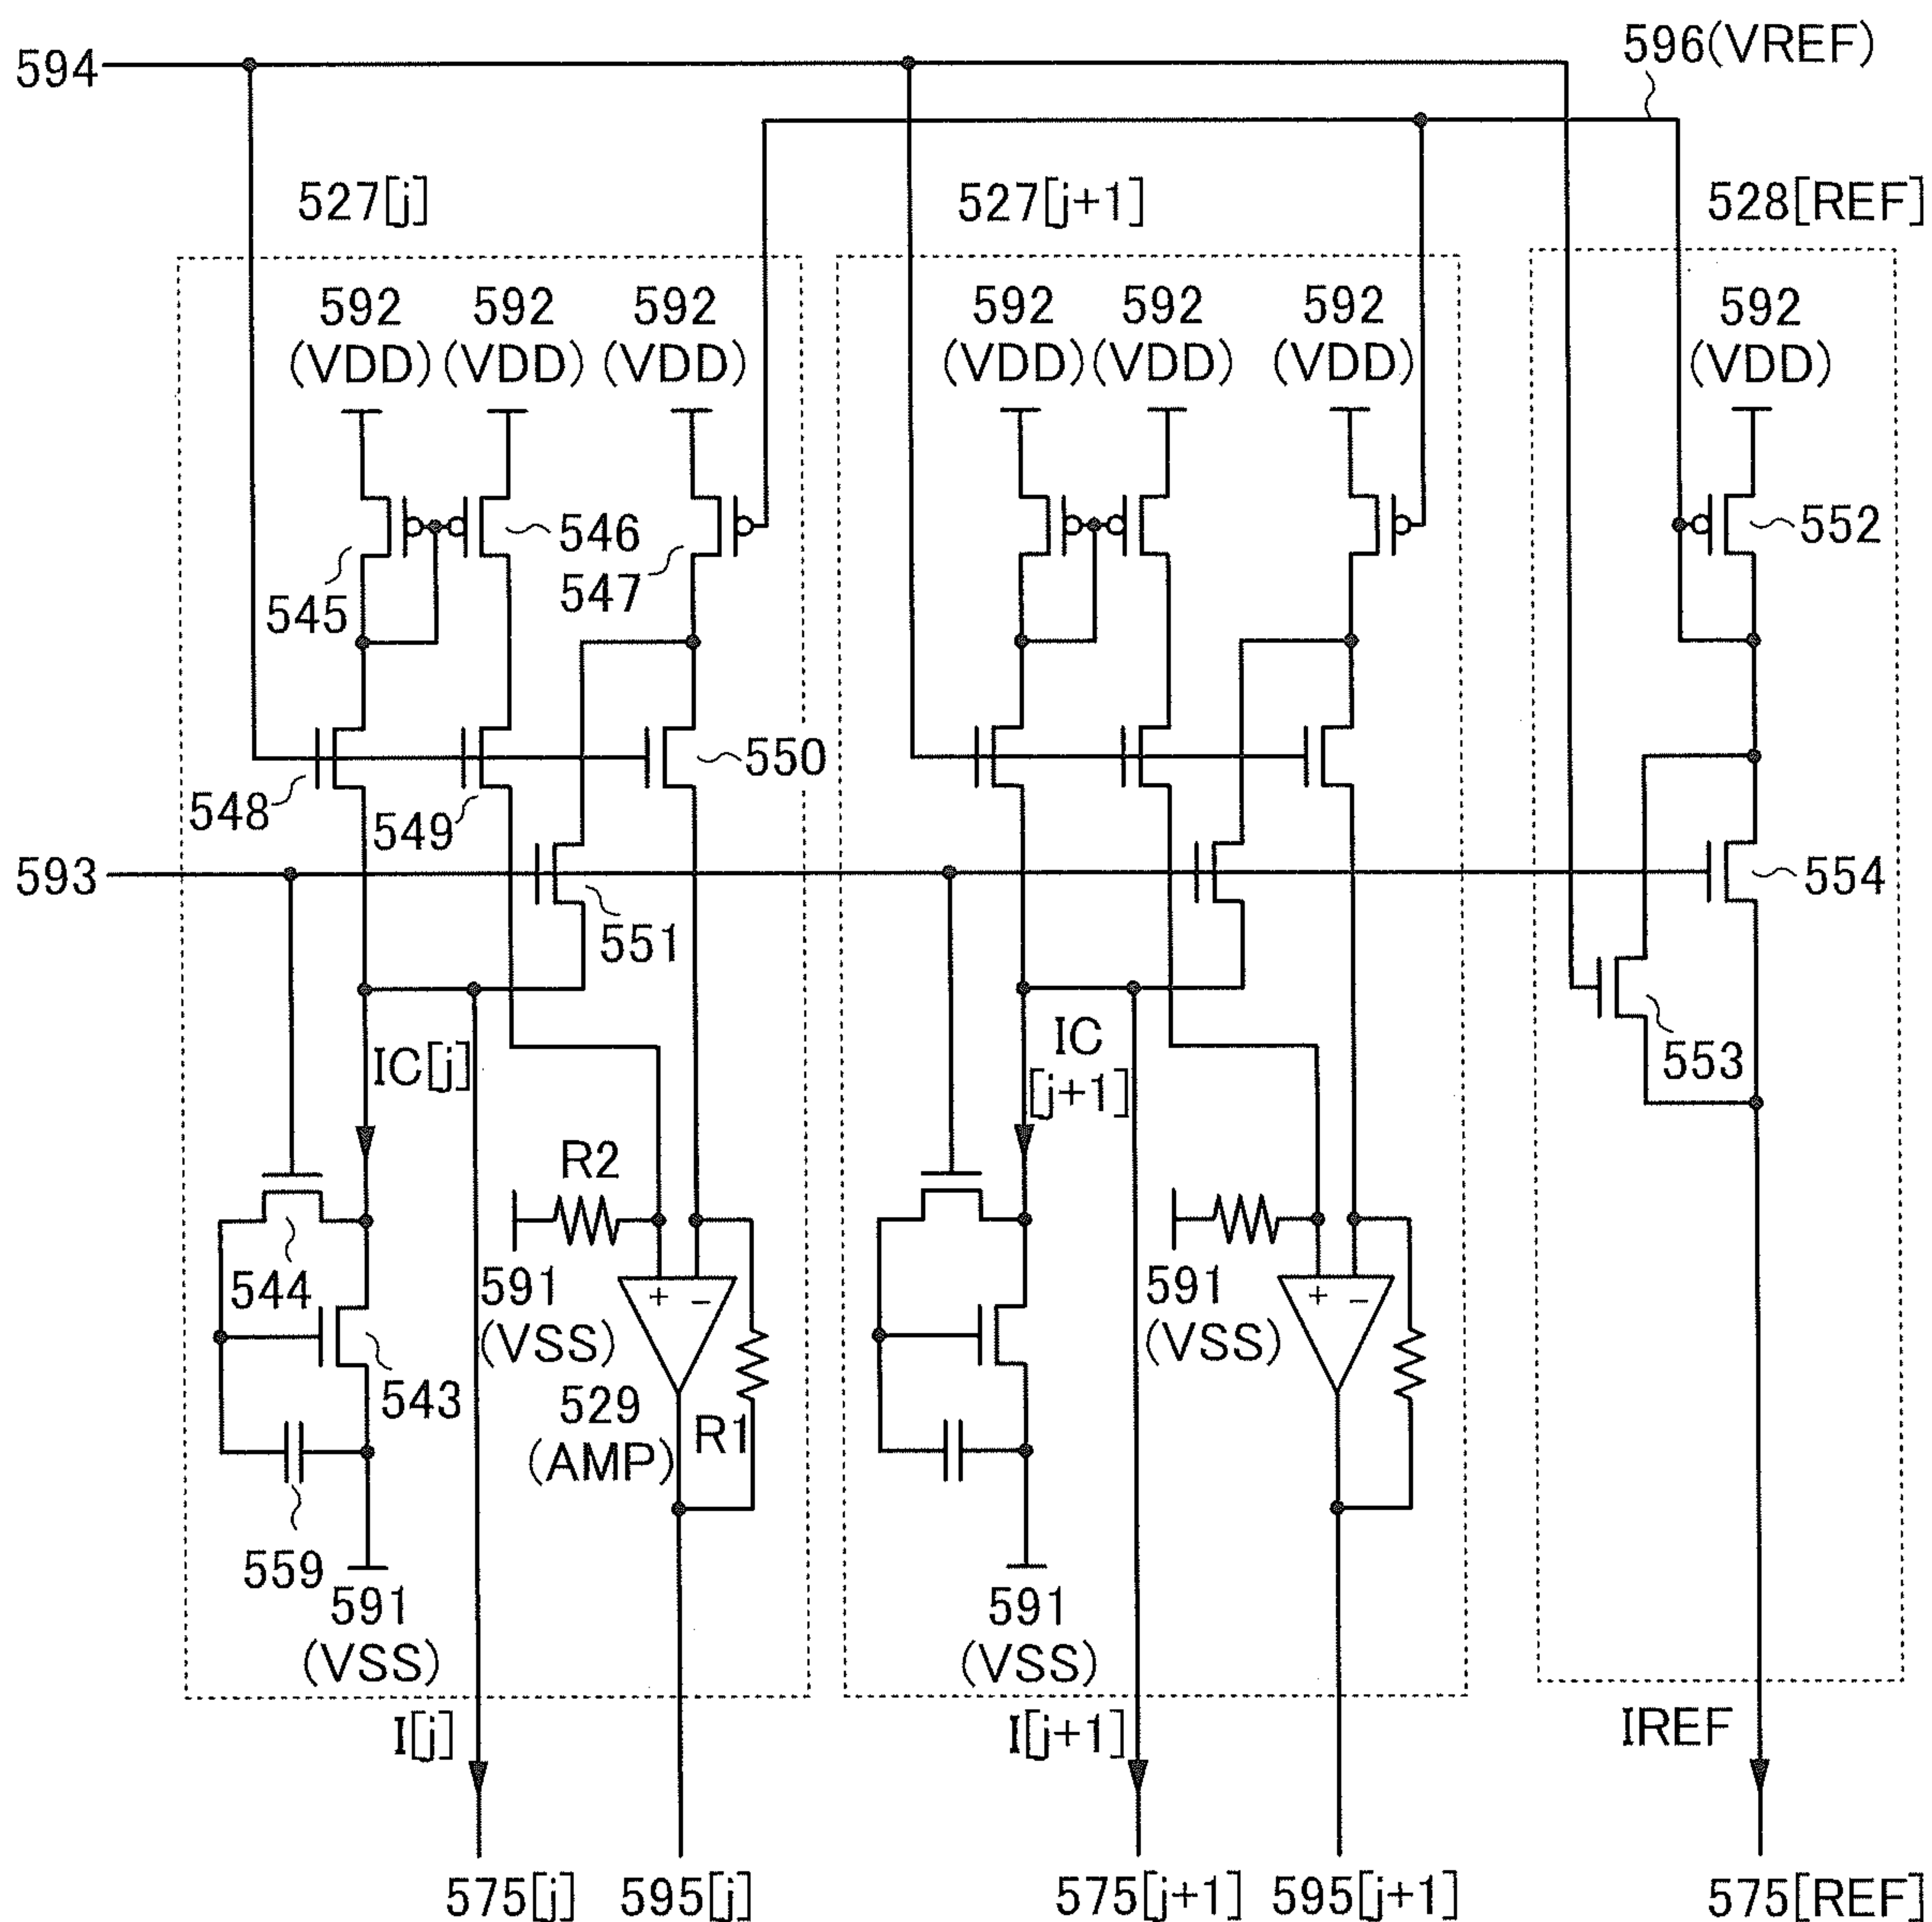 594
596(VREF)
527[j]
527[j+1]
528[REF]
592
(VDD)
592
(VDD)
592
(VDD)
592
(VDD)
592
(VDD)
592
(VDD)
592
(VDD)
546
552
545
547
550
548
549
593
554
551
553
IC[j]
IC
[j+1]
R2
544
591
(VSS)
+ −
591
(VSS)
+ −
543
529
(AMP)
R1
559
591
(VSS)
591
(VSS)
I[j]
I[j+1]
IREF
575[j]
595[j]
575[j+1]
595[j+1]
575[REF]